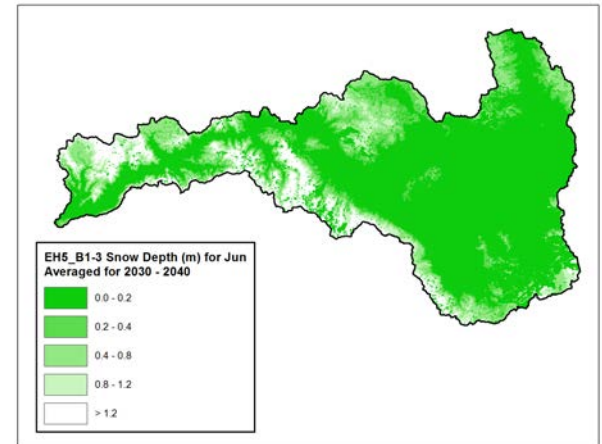 EH5_B1-3 Snow Depth (m) for Jun
Averaged for 2030 - 2040
0.0 - 0.2
0.2 - 0.4
0.4 - 0.8
0.8 - 1.2
> 1.2